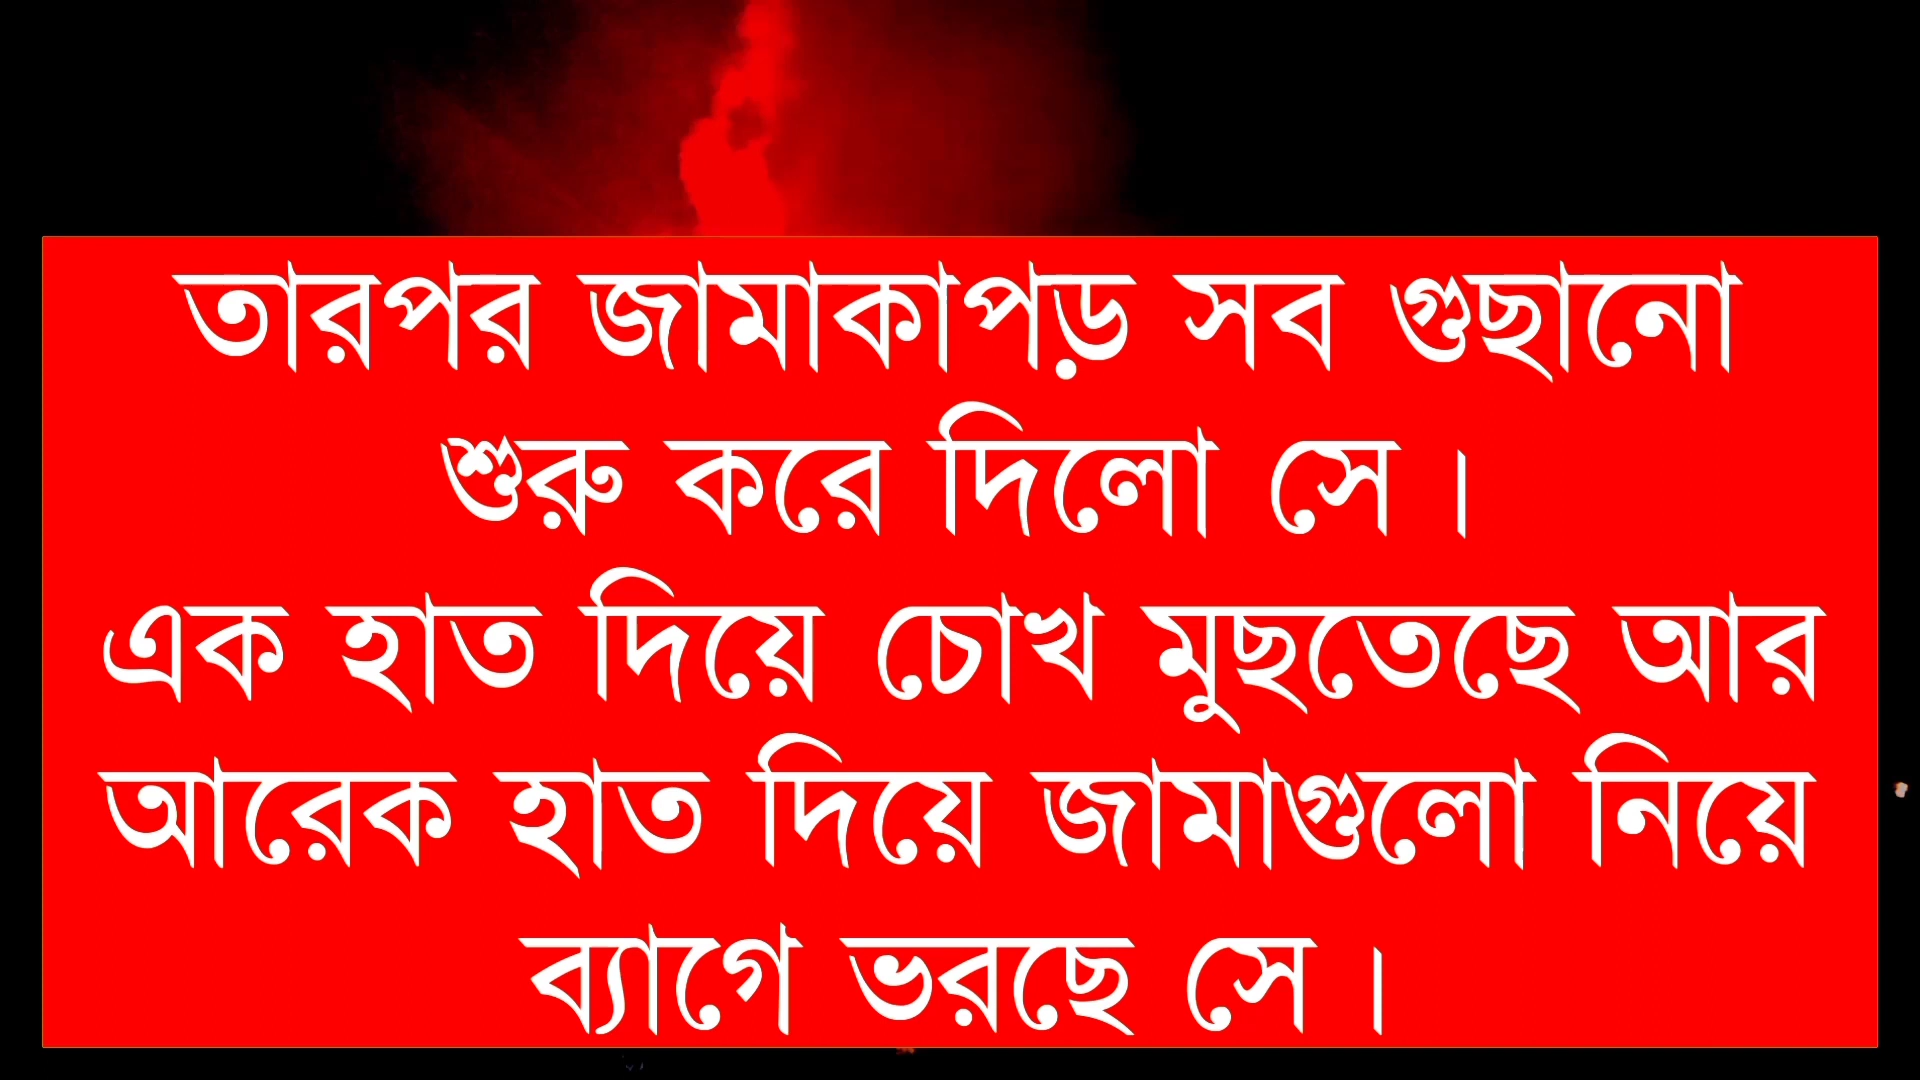 তারপর জামাকাপড় সব গুছানো
শুরু করে দিলো সে।
এক হাত দিয়ে চোখ মুছতেছে আর
আরেক হাত দিয়ে জামাগুলো নিয়ে
ব্যাগে ভরছে সে।